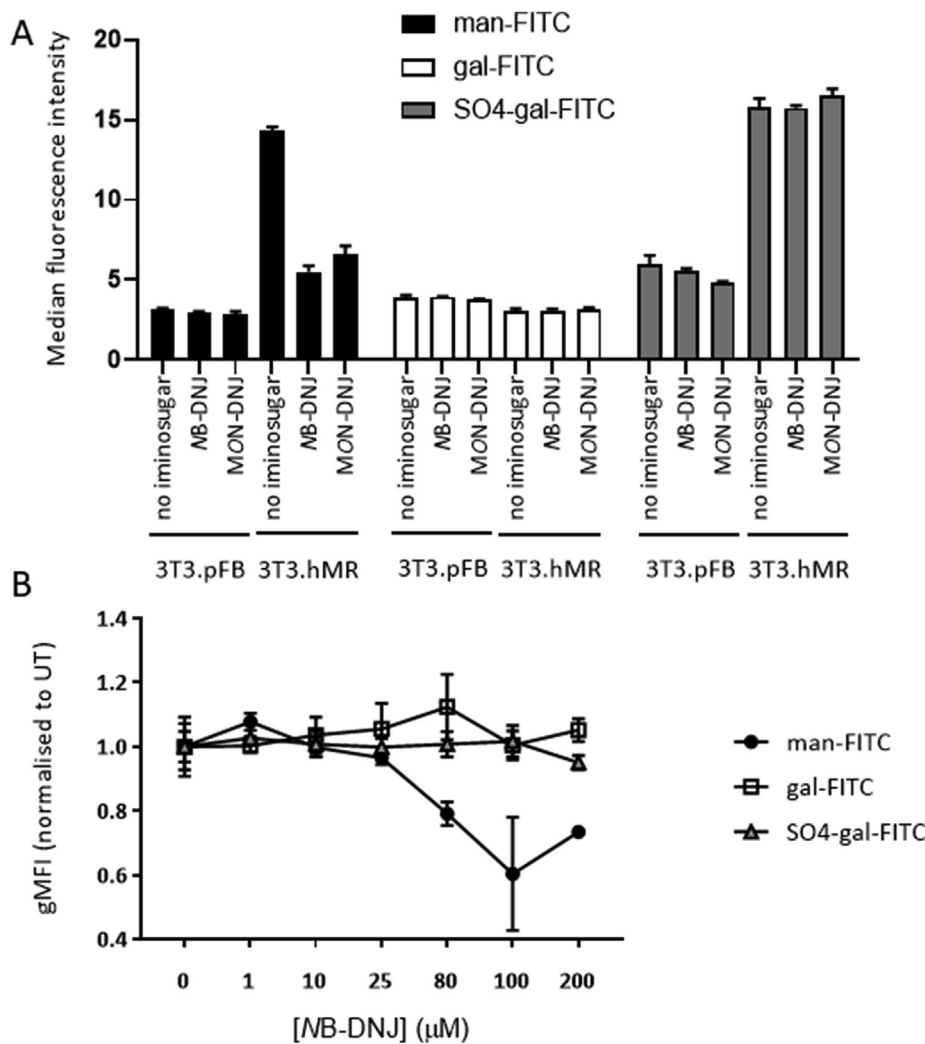 A
man-FITC
gal-FITC
SO4-gal-FITC
Median fluorescence intensity
20
15
10
5
0
no iminosugar
NB-DNJ
MON-DNJ
no iminosugar
NB-DNJ
MON-DNJ
no iminosugar
NB-DNJ
MON-DNJ
no iminosugar
NB-DNJ
MON-DNJ
no iminosugar
NB-DNJ
MON-DNJ
no iminosugar
NB-DNJ
MON-DNJ
3T3.pFB
3T3.hMR
3T3.pFB
3T3.hMR
3T3.pFB
3T3.hMR
B
gMFI (normalised to UT)
1.4
1.2
1.0
0.8
0.6
0.4
0 1 10 25 80 100 200
[NB-DNJ] (μM)
man-FITC
gal-FITC
SO4-gal-FITC